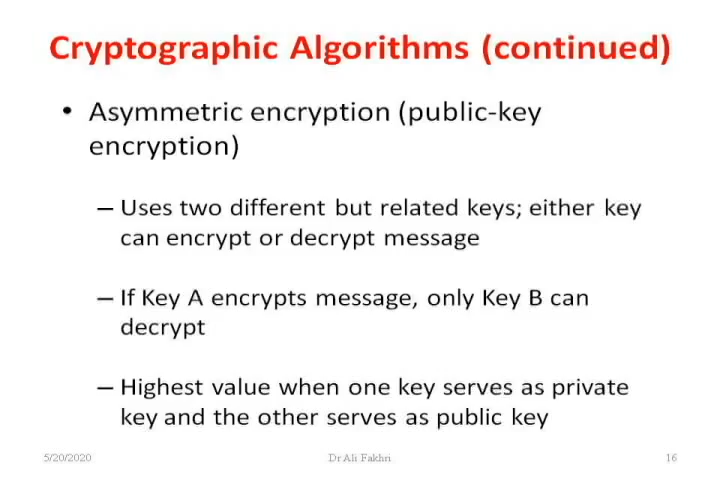 Cryptographic Algorithms (continued)
• Asymmetric encryption (public-key
encryption)
– Uses two different but related keys; either key
can encrypt or decrypt message
– If Key A encrypts message, only Key B can
decrypt
– Highest value when one key serves as private
key and the other serves as public key
5/20/2020 Dr Ali Fakhri 16